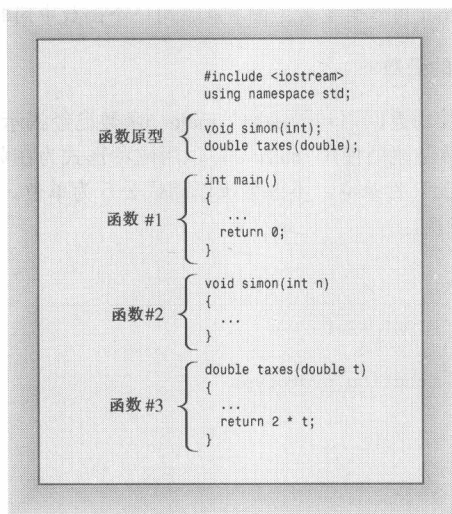 #include <iostream>
using namespace std;
函数原型
void simon(int);
double taxes(double);
函数 #1
int main()
{
...
return 0;
}
函数#2
void simon(int n)
{
...
}
函数 #3
double taxes(double t)
{
...
return 2 * t;
}